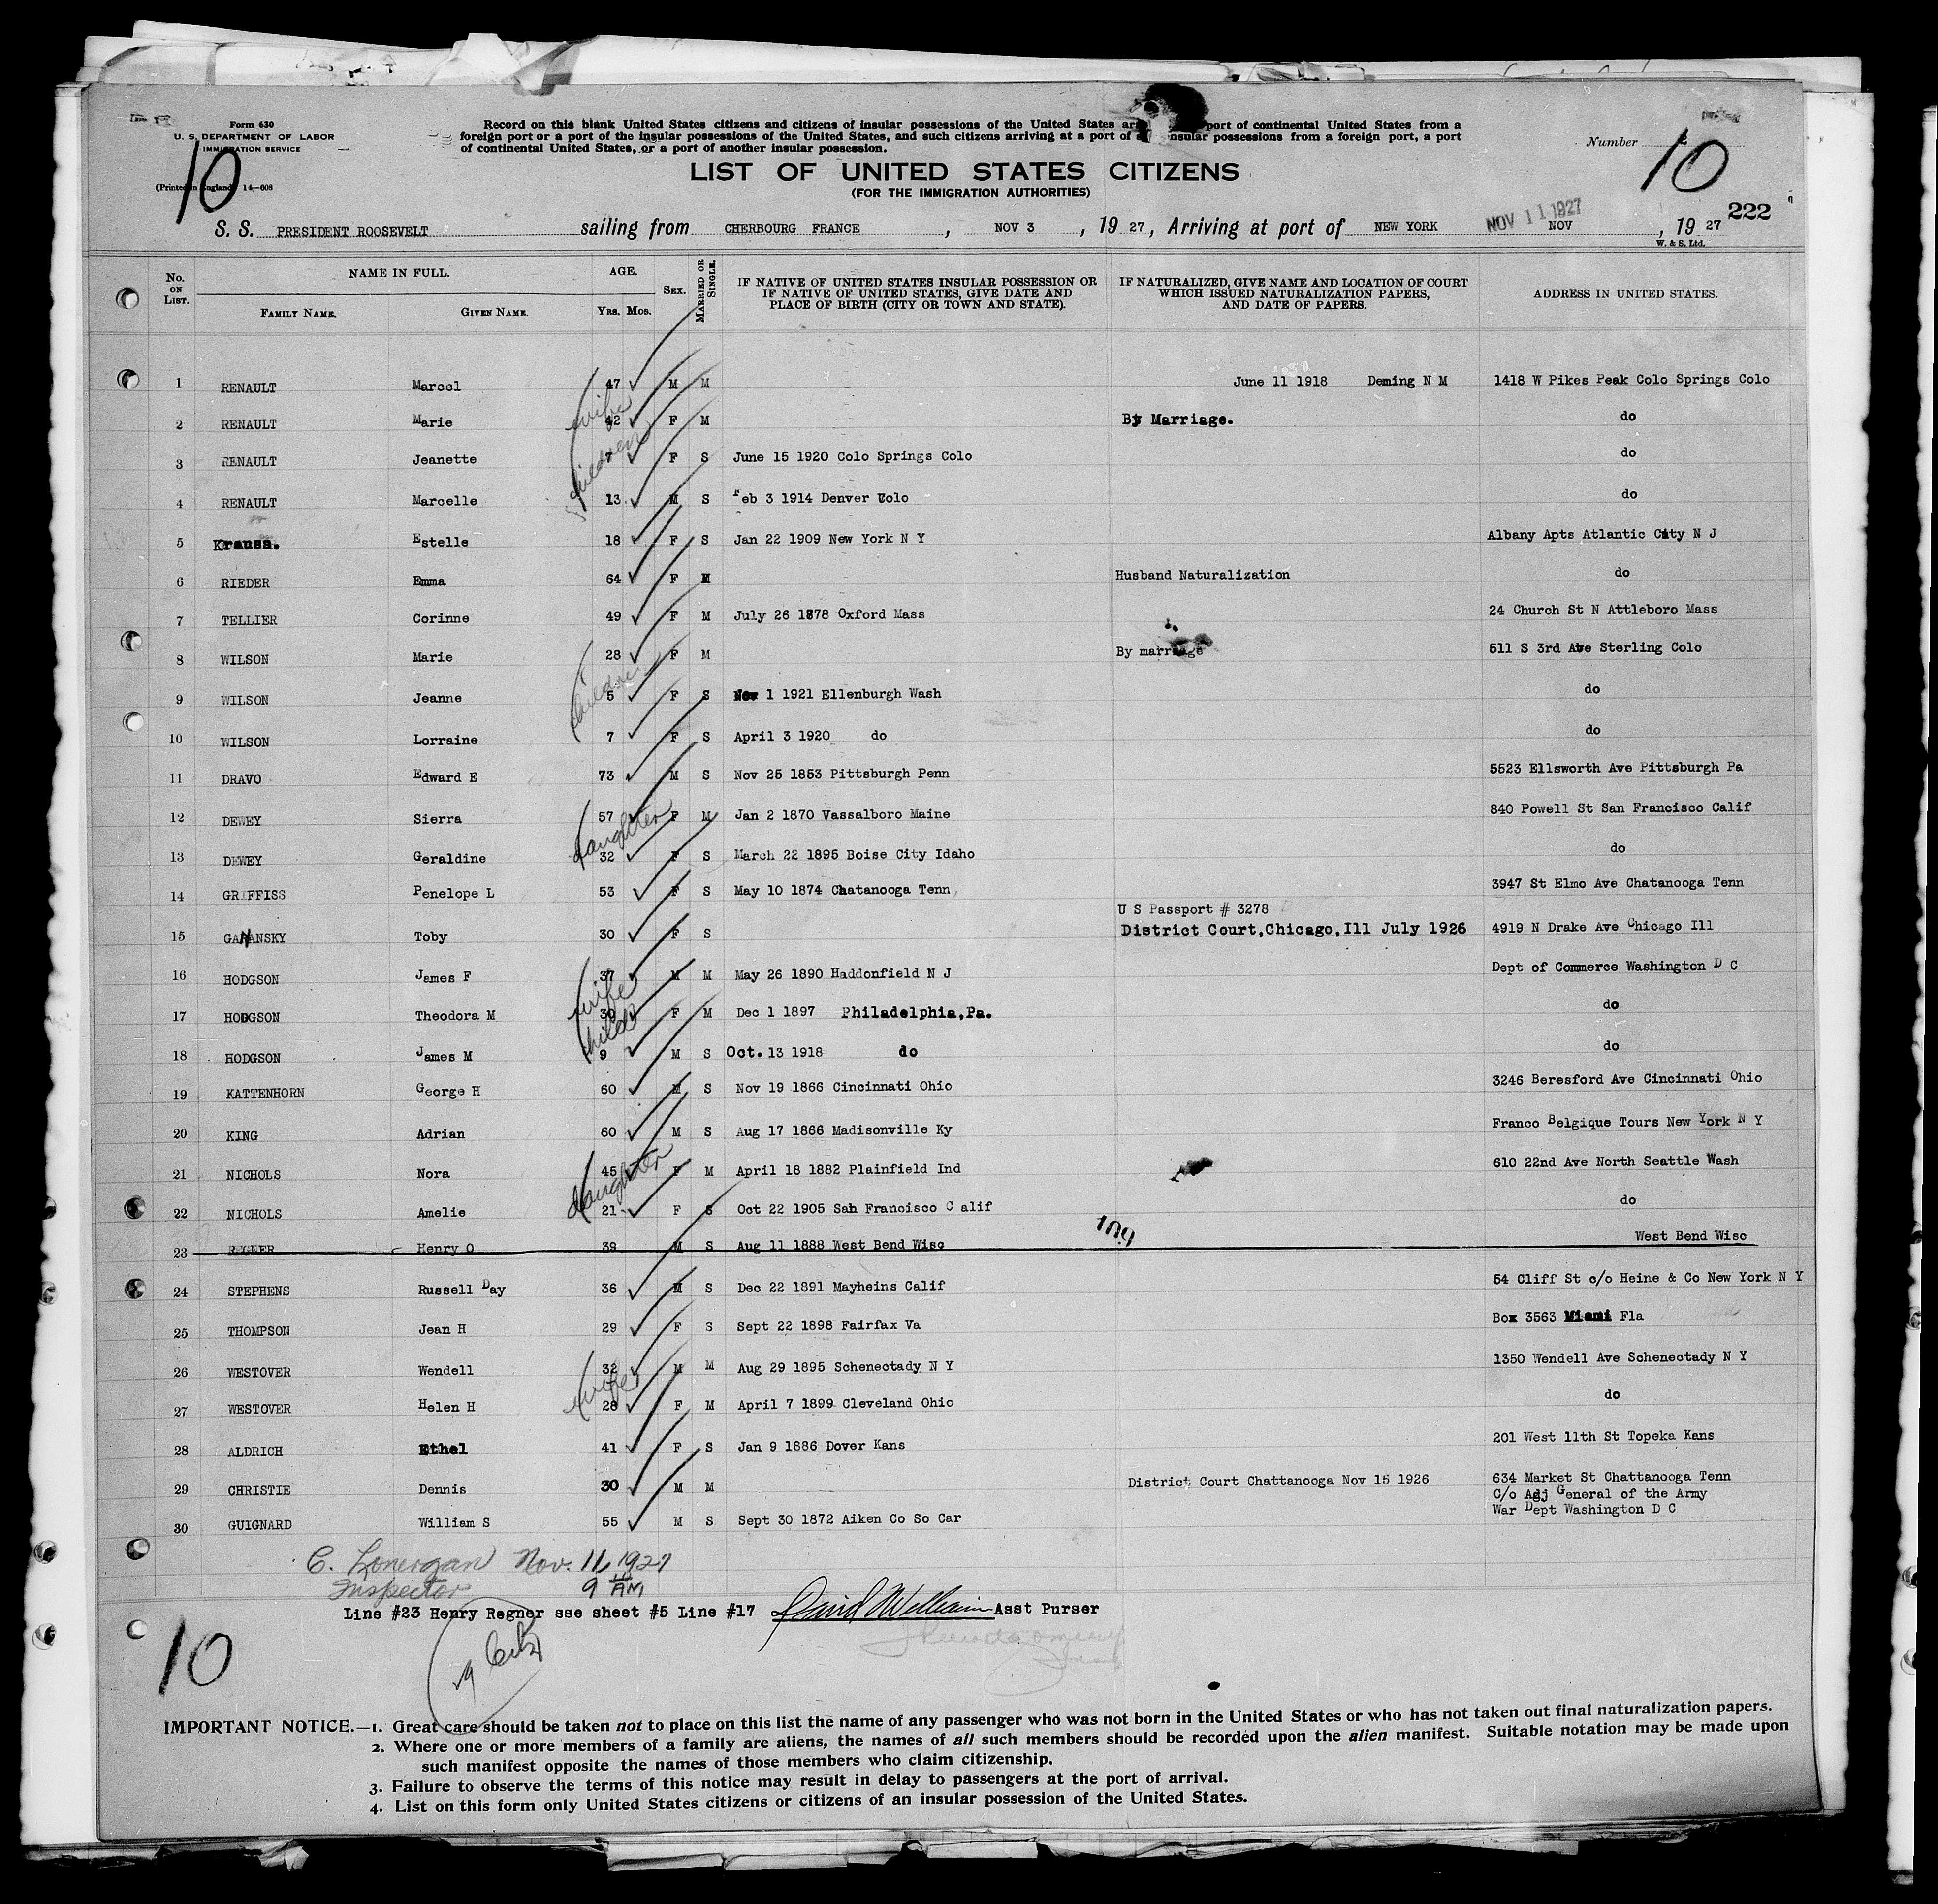 Form 630
U. S. DEPARTMENT OF LABOR
IMMIGRATION SERVICE
(Printed in England) 14—608
10
Record on this blank United States citizens and citizens of insular possessions of the United States port of continental United States from a
foreign port or a port of the insular possessions of the United States, and such citizens arriving at a port of insular possessions from a foreign port, a port
of continental United States, or a port of another insular possession.
Number 10
LIST OF UNITED STATES CITIZENS
(FOR THE IMMIGRATION AUTHORITIES)
222
S. S. PRESIDENT ROOSEVELT sailing from CHERBOURG FRANCE , NOV 3 , 19 27, Arriving at port of NEW YORK NOV 11 1927 NOV , 19 27
W. & S. Ltd.
No. ON LIST. NAME IN FULL. FAMILY NAME. GIVEN NAME. AGE. YRS. MOS. SEX. MARRIED OR SINGLE. IF NATIVE OF UNITED STATES INSULAR POSSESSION OR IF NATIVE OF UNITED STATES, GIVE DATE AND PLACE OF BIRTH (CITY OR TOWN AND STATE). IF NATURALIZED, GIVE NAME AND LOCATION OF COURT WHICH ISSUED NATURALIZATION PAPERS, AND DATE OF PAPERS. ADDRESS IN UNITED STATES.
1 RENAULT Marcel 47 M M June 11 1918 Deming N M 1418 W Pikes Peak Colo Springs Colo
2 RENAULT Marie wife 42 F M By Marriage. do
3 RENAULT Jeanette children 7 F S June 15 1920 Colo Springs Colo do
4 RENAULT Marcelle 13 M S Feb 3 1914 Denver Colo do
5 Krauss. Estelle 18 F S Jan 22 1909 New York N Y Albany Apts Atlantic City N J
6 RIEDER Emma 64 F M Husband Naturalization do
7 TELLIER Corinne 49 F M July 26 1878 Oxford Mass 24 Church St N Attleboro Mass
8 WILSON Marie 28 F M By marriage 511 S 3rd Ave Sterling Colo
9 WILSON Jeanne children 5 F S Nov 1 1921 Ellenburgh Wash do
10 WILSON Lorraine 7 F S April 3 1920 do do
11 DRAVO Edward E 73 M S Nov 25 1853 Pittsburgh Penn 5523 Ellsworth Ave Pittsburgh Pa
12 DEWEY Sierra 57 F M Jan 2 1870 Vassalboro Maine 840 Powell St San Francisco Calif
13 DEWEY Geraldine daughter 32 F S March 22 1895 Boise City Idaho do
14 GRIFFISS Penelope L 53 F S May 10 1874 Chatanooga Tenn 3947 St Elmo Ave Chatanooga Tenn
U S Passport # 3278
15 GANANSKY Toby 30 F S District Court,Chicago,Ill July 1926 4919 N Drake Ave Chicago Ill
16 HODGSON James F 37 M M May 26 1890 Haddonfield N J Dept of Commerce Washington D C
17 HODGSON Theodora M wife 30 F M Dec 1 1897 Philadelphia,Pa. do
18 HODGSON James M child 9 M S Oct. 13 1918 do do
19 KATTENHORN George H 60 M S Nov 19 1866 Cincinnati Ohio 3246 Beresford Ave Cincinnati Ohio
20 KING Adrian 60 M S Aug 17 1866 Madisonville Ky Franco Belgique Tours New York N Y
21 NICHOLS Nora 45 F M April 18 1882 Plainfield Ind 610 22nd Ave North Seattle Wash
22 NICHOLS Amelie daughter 21 F S Oct 22 1905 San Francisco C alif do
109
23 REGNER Henry O 39 M S Aug 11 1888 West Bend Wisc West Bend Wisc
24 STEPHENS Russell Day 36 M S Dec 22 1891 Mayheins Calif 54 Cliff St c/o Heine & Co New York N Y
25 THOMPSON Jean H 29 F S Sept 22 1898 Fairfax Va Box 3563 Miami Fla
26 WESTOVER Wendell 32 M M Aug 29 1895 Schenectady N Y 1350 Wendell Ave Schenectady N Y
27 WESTOVER Helen H wife 28 F M April 7 1899 Cleveland Ohio do
28 ALDRICH Ethel 41 F S Jan 9 1886 Dover Kans 201 West 11th St Topeka Kans
29 CHRISTIE Dennis 30 M M District Court Chattanooga Nov 15 1926 634 Market St Chattanooga Tenn
C/o Adj General of the Army
30 GUIGNARD William S 55 M S Sept 30 1872 Aiken Co So Car War Dept Washington D C
C. Lonergan Nov. 11, 1927
Inspector 9 AM
Line #23 Henry Regner sse sheet #5 Line #17 Asst Purser
10
IMPORTANT NOTICE.—1. Great care should be taken not to place on this list the name of any passenger who was not born in the United States or who has not taken out final naturalization papers.
2. Where one or more members of a family are aliens, the names of all such members should be recorded upon the alien manifest. Suitable notation may be made upon
such manifest opposite the names of those members who claim citizenship.
3. Failure to observe the terms of this notice may result in delay to passengers at the port of arrival.
4. List on this form only United States citizens or citizens of an insular possession of the United States.